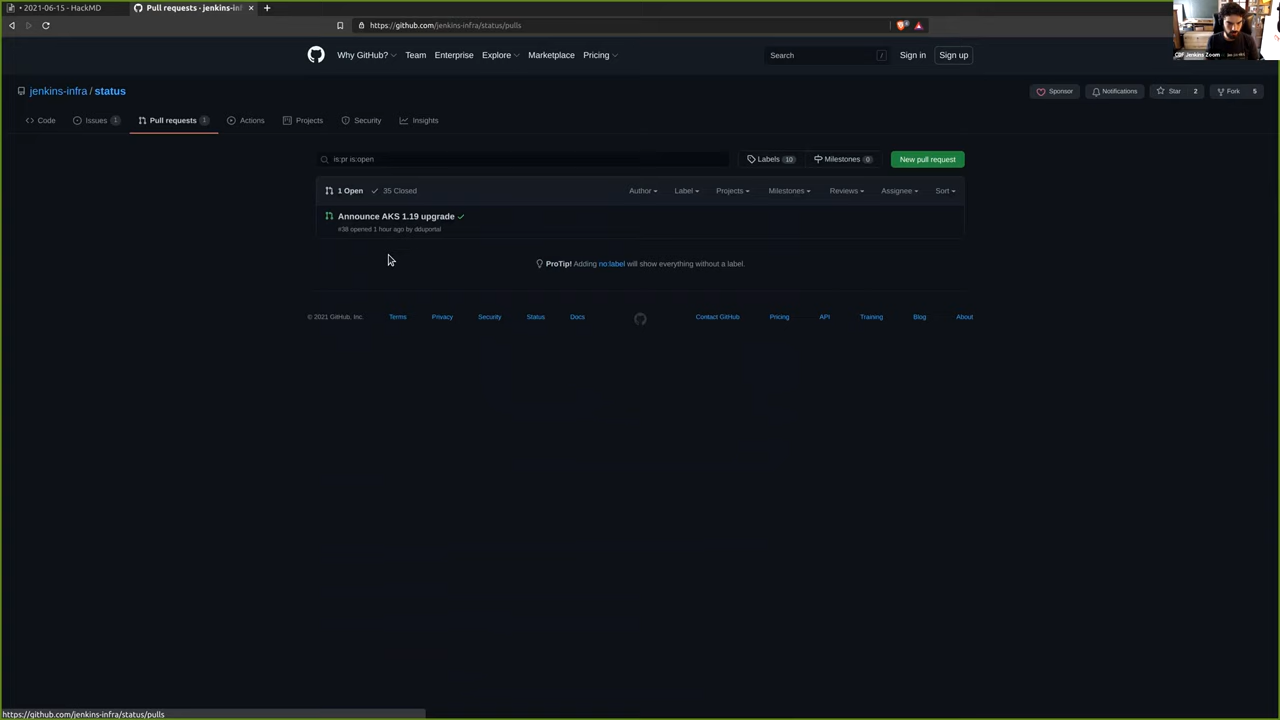 • 2021-06-15 - HackMD
Pull requests · jenkins-inf
https://github.com/jenkins-infra/status/pulls
Why GitHub? Team Enterprise Explore Marketplace Pricing
Search /
Sign in Sign up
jenkins-infra / status
Sponsor Notifications Star 2 Fork 5
Code Issues 1 Pull requests 1 Actions Projects Security Insights
is:pr is:open
Labels 10 Milestones 0 New pull request
1 Open 35 Closed
Author Label Projects Milestones Reviews Assignee Sort
Announce AKS 1.19 upgrade
#38 opened 1 hour ago by dduportal
ProTip! Adding no:label will show everything without a label.
© 2021 GitHub, Inc. Terms Privacy Security Status Docs Contact GitHub Pricing API Training Blog About
CDF Jenkins Zoom
https://github.com/jenkins-infra/status/pulls